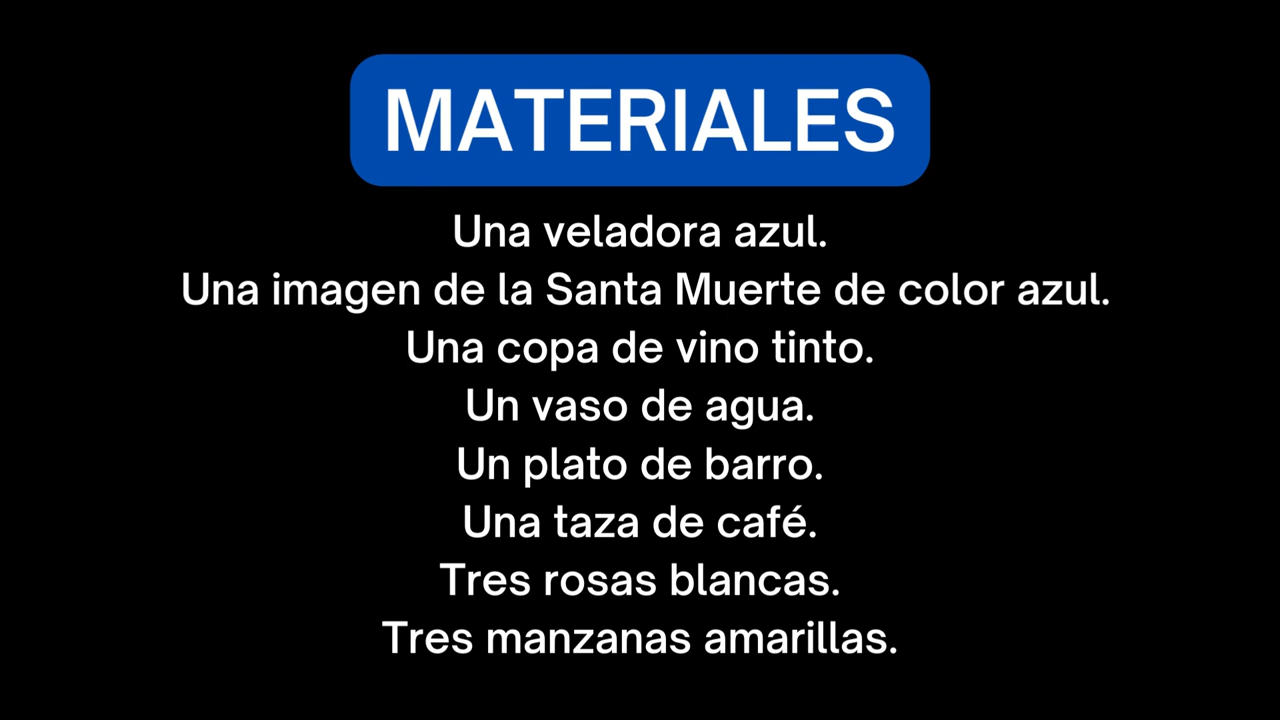 MATERIALES
Una veladora azul.
Una imagen de la Santa Muerte de color azul.
Una copa de vino tinto.
Un vaso de agua.
Un plato de barro.
Una taza de café.
Tres rosas blancas.
Tres manzanas amarillas.